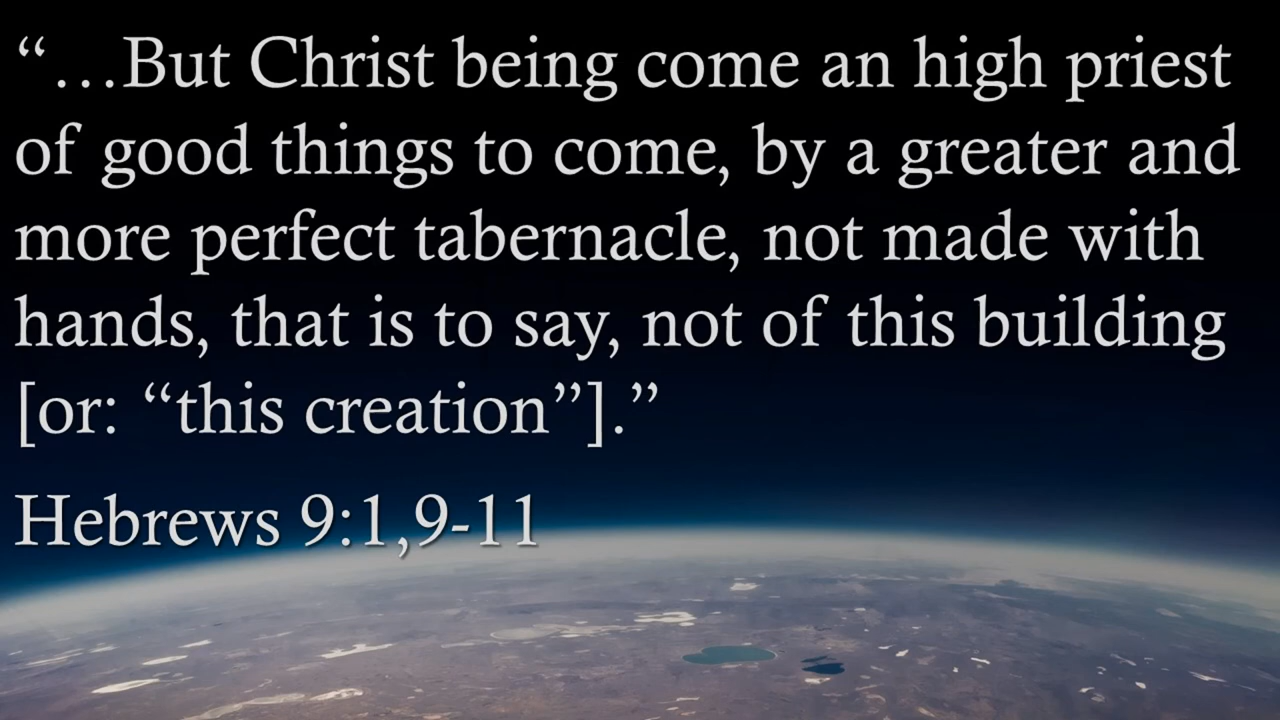 “…But Christ being come an high priest
of good things to come, by a greater and
more perfect tabernacle, not made with
hands, that is to say, not of this building
[or: “this creation”].”
Hebrews 9:1,9-11